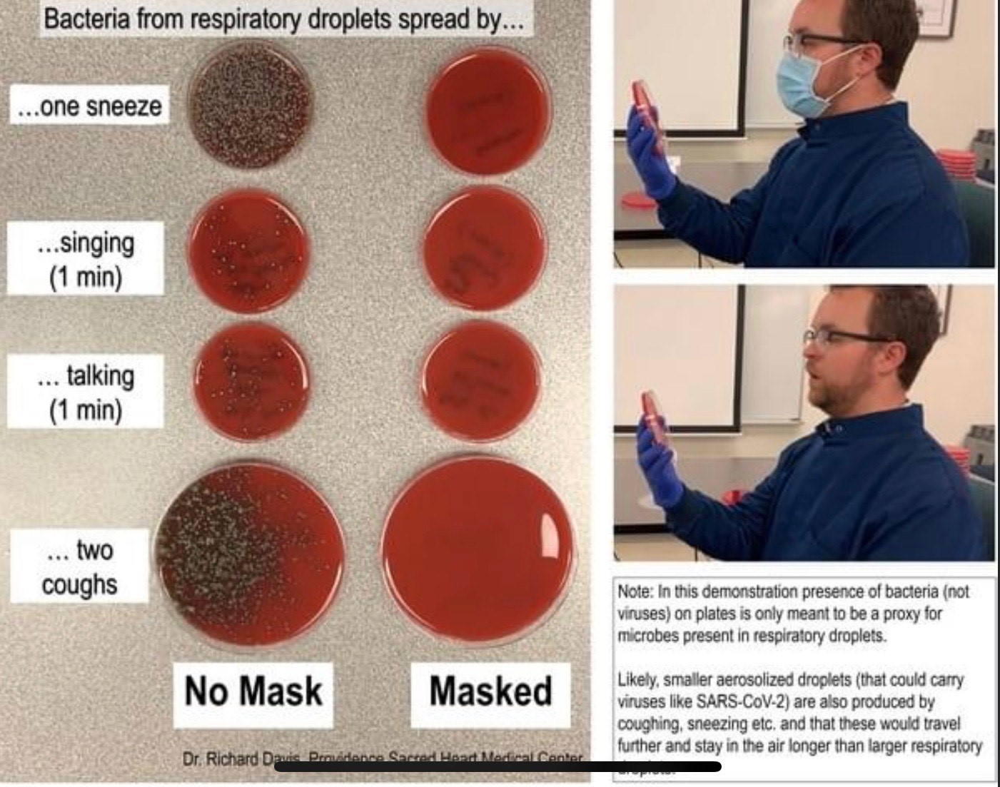 Bacteria from respiratory droplets spread by...
...one sneeze
...singing
(1 min)
... talking
(1 min)
... two
coughs
No Mask
Masked
Dr. Richard Davis, Providence Sacred Heart Medical Center
Note: In this demonstration presence of bacteria (not
viruses) on plates is only meant to be a proxy for
microbes present in respiratory droplets.
Likely, smaller aerosolized droplets (that could carry
viruses like SARS-CoV-2) are also produced by
coughing, sneezing etc. and that these would travel
further and stay in the air longer than larger respiratory
droplets.